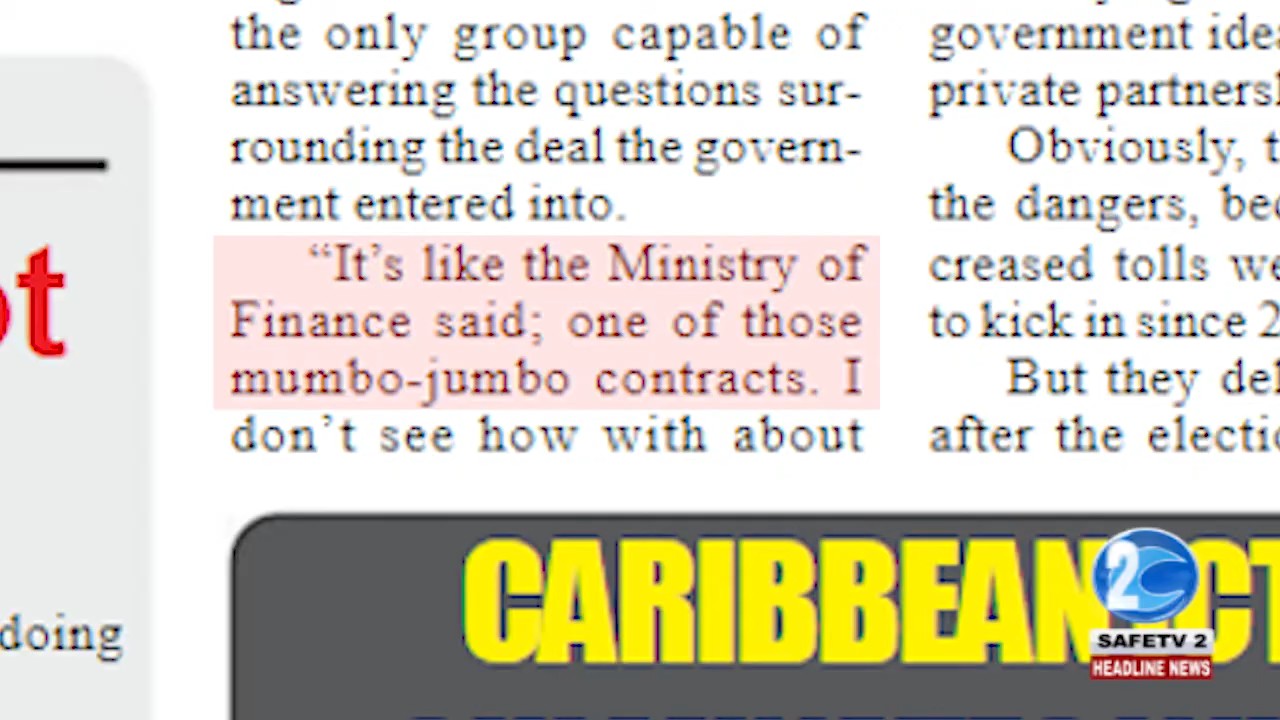 the only group capable of
answering the questions sur-
rounding the deal the govern-
ment entered into.
“It’s like the Ministry of
Finance said; one of those
mumbo-jumbo contracts. I
don’t see how with about
government
private
Obviously,
the dangers,
creased tolls
to kick in since
But they
after the
doing
CARIBBEAN
2
SAFETV 2
HEADLINE NEWS